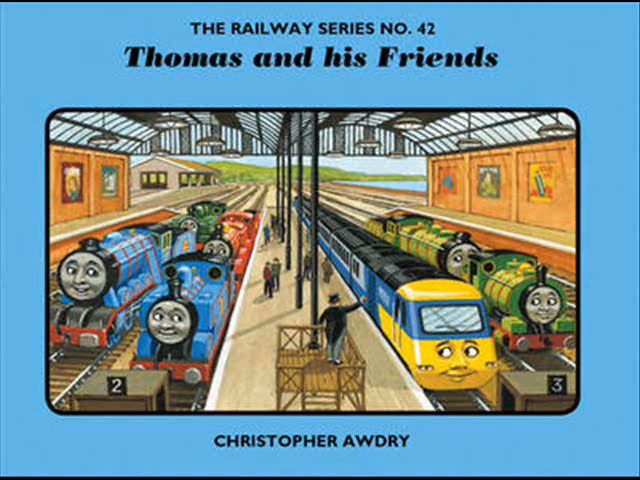 THE RAILWAY SERIES NO. 42
Thomas and his Friends
2
3
CHRISTOPHER AWDRY